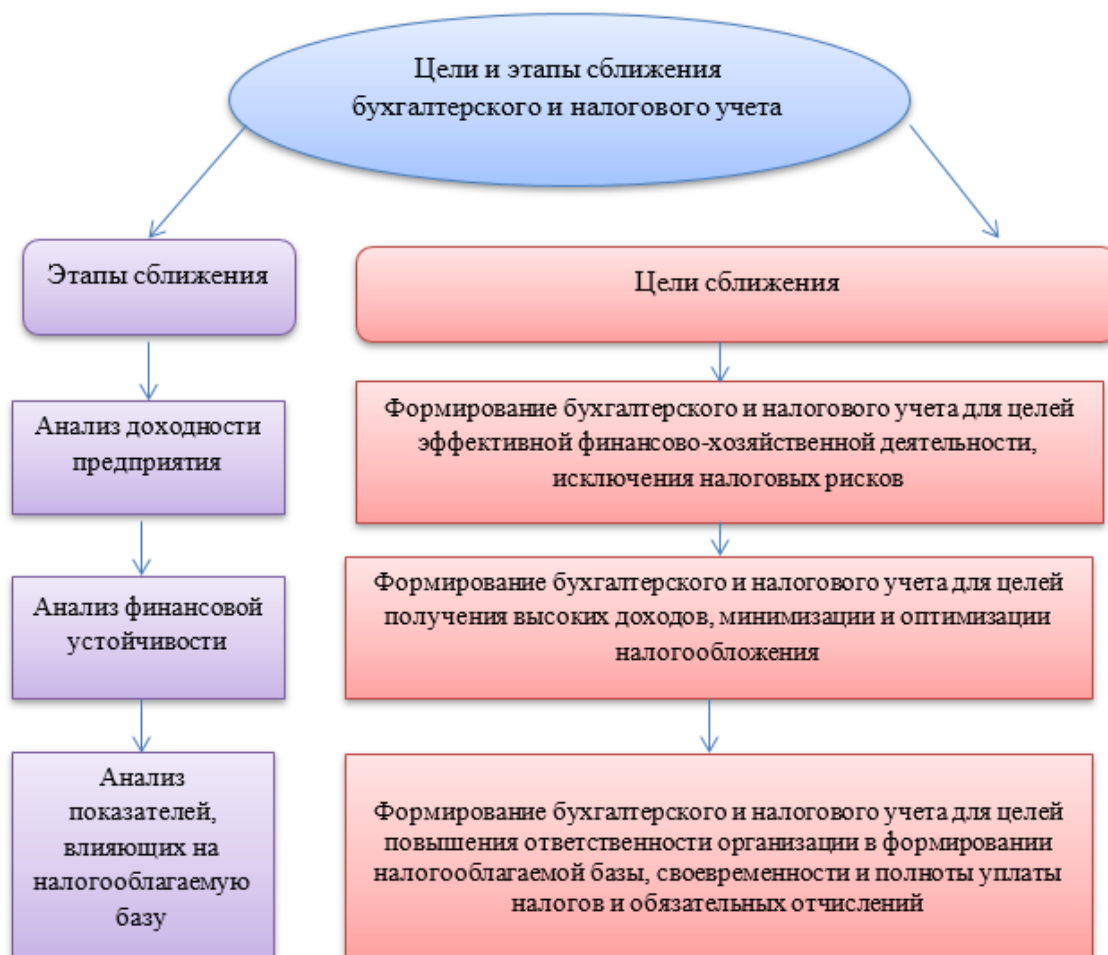 Цели и этапы сближения
бухгалтерского и налогового учета
Этапы сближения
Цели сближения
Анализ доходности
предприятия
Формирование бухгалтерского и налогового учета для целей
эффективной финансово-хозяйственной деятельности,
исключения налоговых рисков
Анализ финансовой
устойчивости
Формирование бухгалтерского и налогового учета для целей
получения высоких доходов, минимизации и оптимизации
налогообложения
Анализ
показателей,
влияющих на
налогооблагаемую
базу
Формирование бухгалтерского и налогового учета для целей
повышения ответственности организации в формировании
налогооблагаемой базы, своевременности и полноты уплаты
налогов и обязательных отчислений